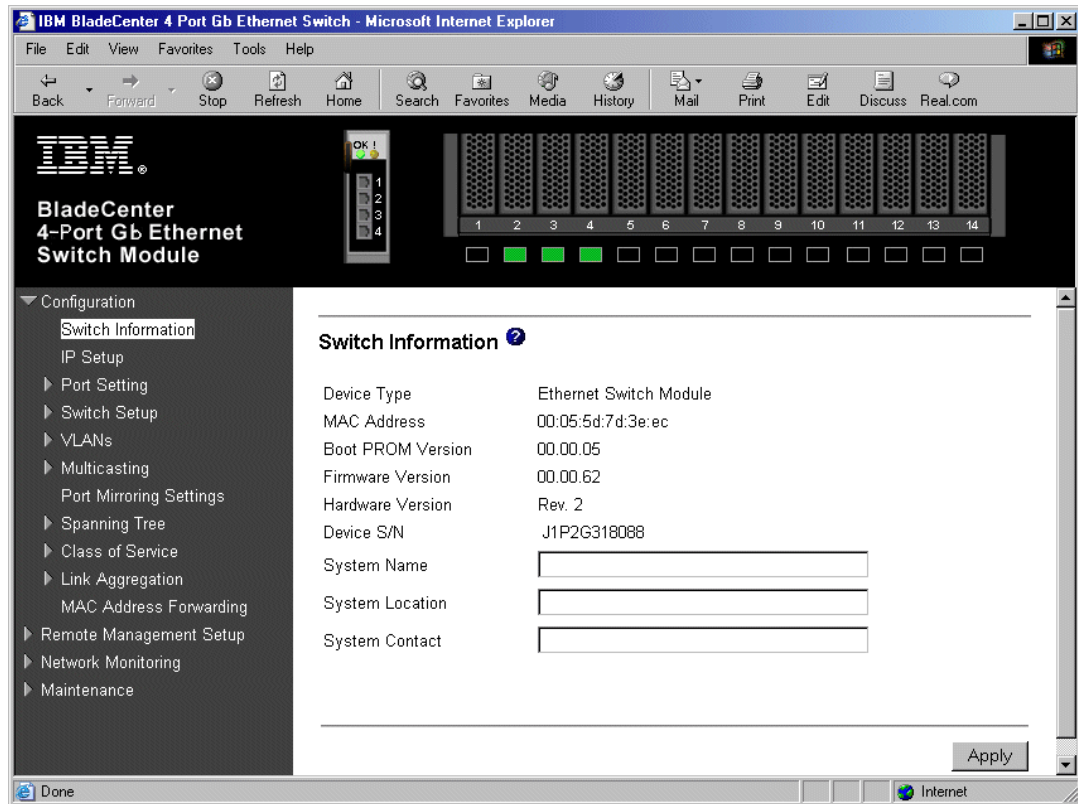 IBM BladeCenter 4 Port Gb Ethernet Switch - Microsoft Internet Explorer
File Edit View Favorites Tools Help
Back Forward Stop Refresh Home Search Favorites Media History Mail Print Edit Discuss Real.com
IBM®
BladeCenter
4-Port Gb Ethernet
Switch Module
OK !
1
2
3
4
1 2 3 4 5 6 7 8 9 10 11 12 13 14
Configuration
Switch Information
IP Setup
Port Setting
Switch Setup
VLANs
Multicasting
Port Mirroring Settings
Spanning Tree
Class of Service
Link Aggregation
MAC Address Forwarding
Remote Management Setup
Network Monitoring
Maintenance
Switch Information ?
Device Type Ethernet Switch Module
MAC Address 00:05:5d:7d:3e:ec
Boot PROM Version 00.00.05
Firmware Version 00.00.62
Hardware Version Rev. 2
Device S/N J1P2G318088
System Name
System Location
System Contact
Apply
Done Internet